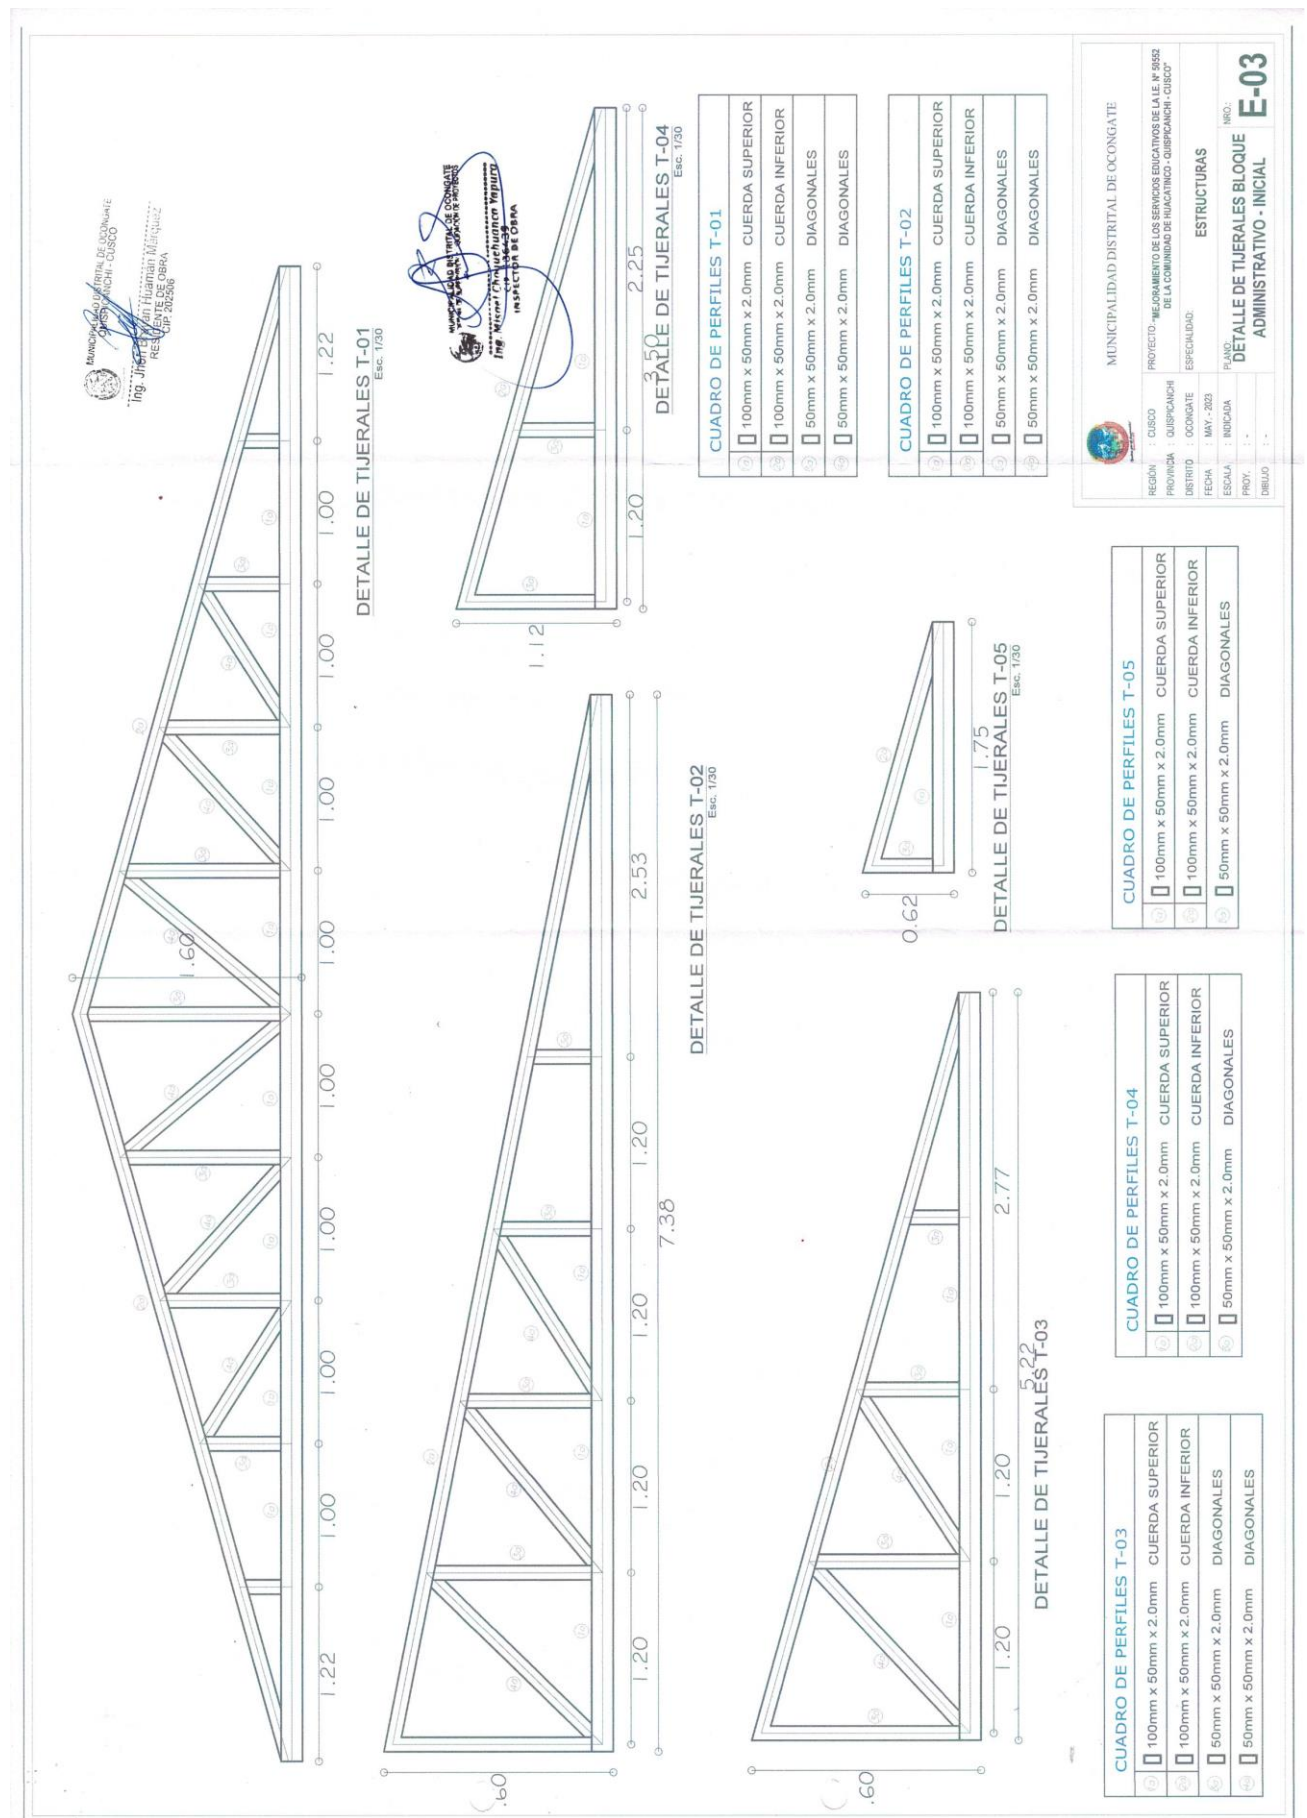 MUNICIPALIDAD DISTRITAL DE OCONGATE
QUISPICANCHI - CUSCO
Ing. Jhon Huamán Márquez
RESIDENTE DE OBRA
CIP. 202506
1.60
1.22
1.00
1.00
1.00
1.00
1.00
1.00
1.00
1.00
1.22
DETALLE DE TIJERALES T-01
Esc. 1/30
MUNICIPALIDAD DISTRITAL DE OCONGATE
INSPECTOR DE OBRA
.60
1.20
1.20
1.20
1.20
2.53
7.38
DETALLE DE TIJERALES T-02
Esc. 1/30
1.12
1.20
2.25
3.50
DETALLE DE TIJERALES T-04
Esc. 1/30
.60
1.20
1.20
2.77
5.22
DETALLE DE TIJERALES T-03
0.62
1.75
DETALLE DE TIJERALES T-05
Esc. 1/30
CUADRO DE PERFILES T-01
100mm x 50mm x 2.0mm CUERDA SUPERIOR
100mm x 50mm x 2.0mm CUERDA INFERIOR
50mm x 50mm x 2.0mm DIAGONALES
50mm x 50mm x 2.0mm DIAGONALES
CUADRO DE PERFILES T-02
100mm x 50mm x 2.0mm CUERDA SUPERIOR
100mm x 50mm x 2.0mm CUERDA INFERIOR
50mm x 50mm x 2.0mm DIAGONALES
50mm x 50mm x 2.0mm DIAGONALES
CUADRO DE PERFILES T-03
100mm x 50mm x 2.0mm CUERDA SUPERIOR
100mm x 50mm x 2.0mm CUERDA INFERIOR
50mm x 50mm x 2.0mm DIAGONALES
50mm x 50mm x 2.0mm DIAGONALES
CUADRO DE PERFILES T-04
100mm x 50mm x 2.0mm CUERDA SUPERIOR
100mm x 50mm x 2.0mm CUERDA INFERIOR
50mm x 50mm x 2.0mm DIAGONALES
CUADRO DE PERFILES T-05
100mm x 50mm x 2.0mm CUERDA SUPERIOR
100mm x 50mm x 2.0mm CUERDA INFERIOR
50mm x 50mm x 2.0mm DIAGONALES
MUNICIPALIDAD DISTRITAL DE OCONGATE
REGIÓN : CUSCO
PROVINCIA : QUISPICANCHI
DISTRITO : OCONGATE
FECHA : MAY. - 2023
ESCALA : INDICADA
PROY. : -
DIBUJO : -
PROYECTO: "MEJORAMIENTO DE LOS SERVICIOS EDUCATIVOS DE LA I.E. Nº 50552
DE LA COMUNIDAD DE HUACATINCO - QUISPICANCHI - CUSCO"
ESPECIALIDAD:
ESTRUCTURAS
PLANO:
DETALLE DE TIJERALES BLOQUE
ADMINISTRATIVO - INICIAL
NRO.:
E-03